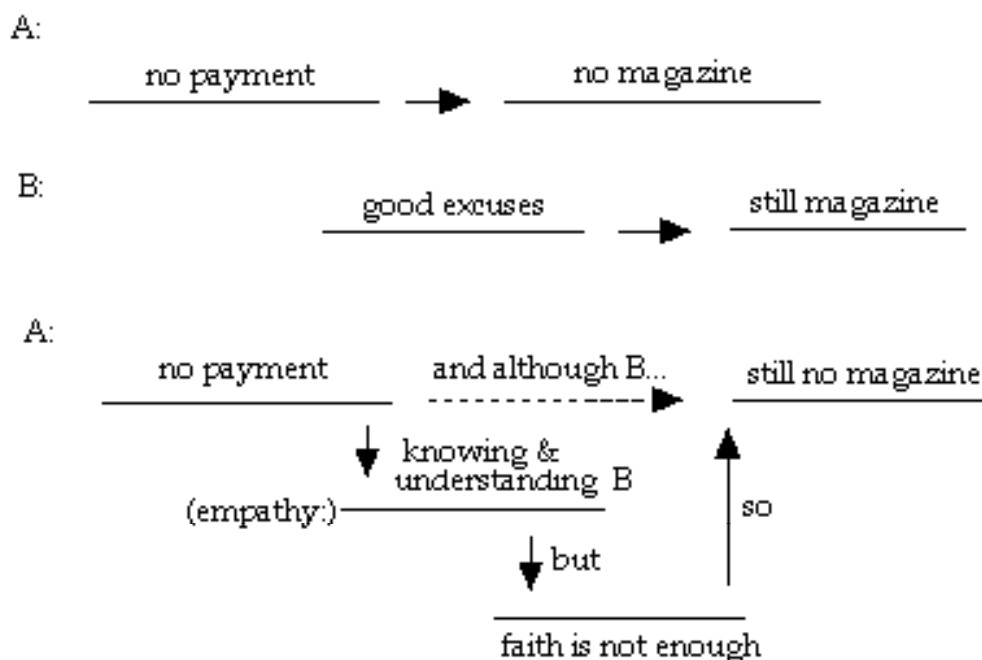 A:
no payment no magazine
B:
good excuses still magazine
A:
no payment and although B... still no magazine
knowing &
understanding B
(empathy:)
so
but
faith is not enough